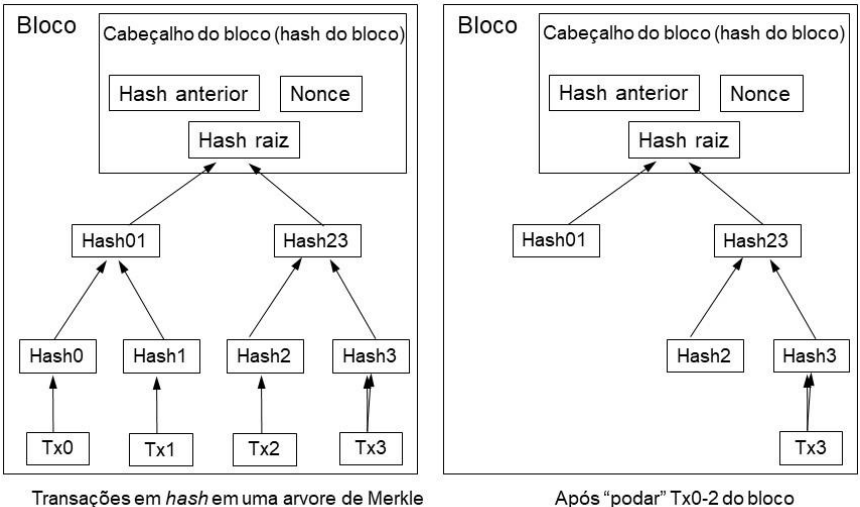 Bloco
Cabeçalho do bloco (hash do bloco)
Hash anterior
Nonce
Hash raiz
Hash01
Hash23
Hash0
Hash1
Hash2
Hash3
Tx0
Tx1
Tx2
Tx3
Transações em hash em uma arvore de Merkle
Bloco
Cabeçalho do bloco (hash do bloco)
Hash anterior
Nonce
Hash raiz
Hash01
Hash23
Hash2
Hash3
Tx3
Após “podar” Tx0-2 do bloco